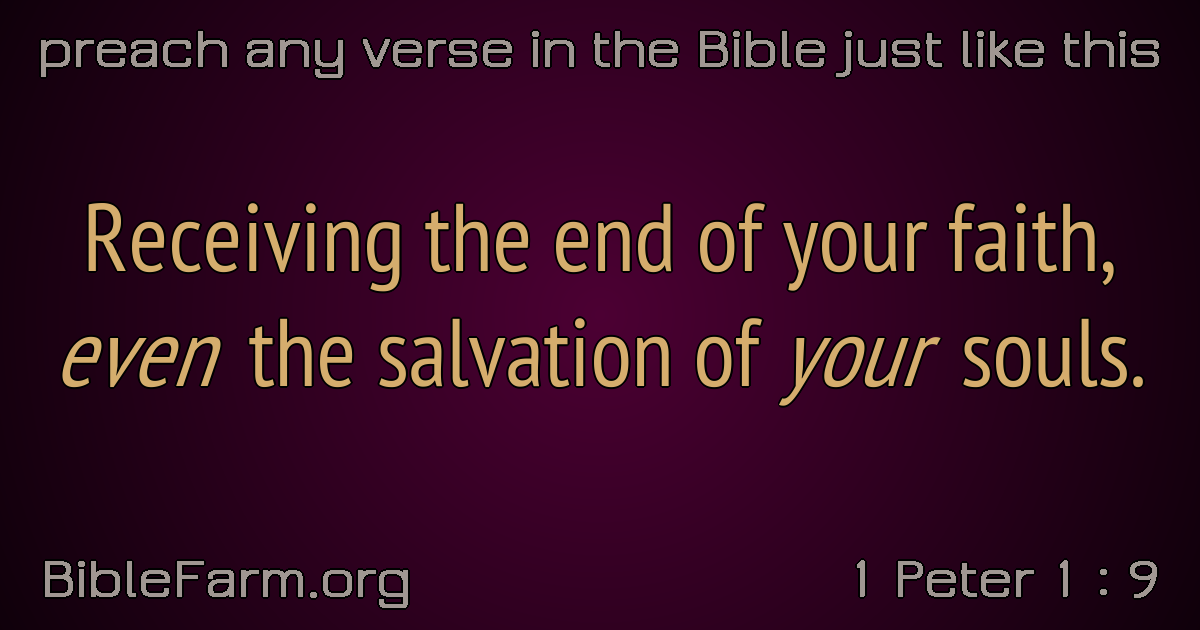 preach any verse in the Bible just like this
Receiving the end of your faith,
even the salvation of your souls.
BibleFarm.org
1 Peter 1 : 9